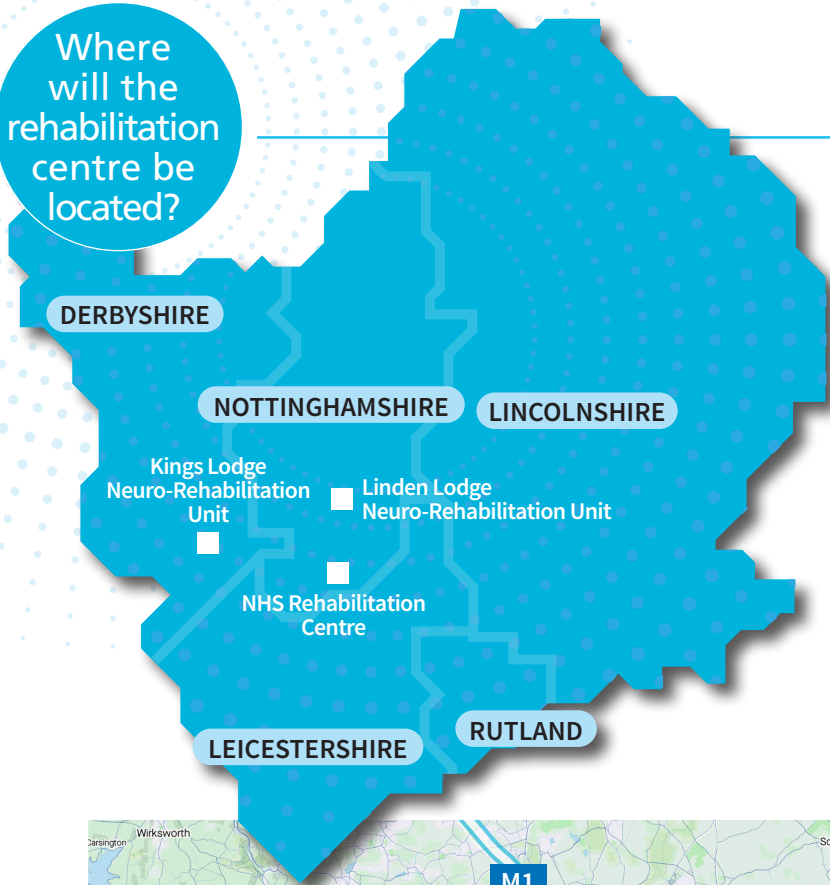 Where
will the
rehabilitation
centre be
located?
DERBYSHIRE
NOTTINGHAMSHIRE
LINCOLNSHIRE
Kings Lodge
Neuro-Rehabilitation
Unit
Linden Lodge
Neuro-Rehabilitation Unit
NHS Rehabilitation
Centre
LEICESTERSHIRE
RUTLAND
Carsington
Wirksworth
M1